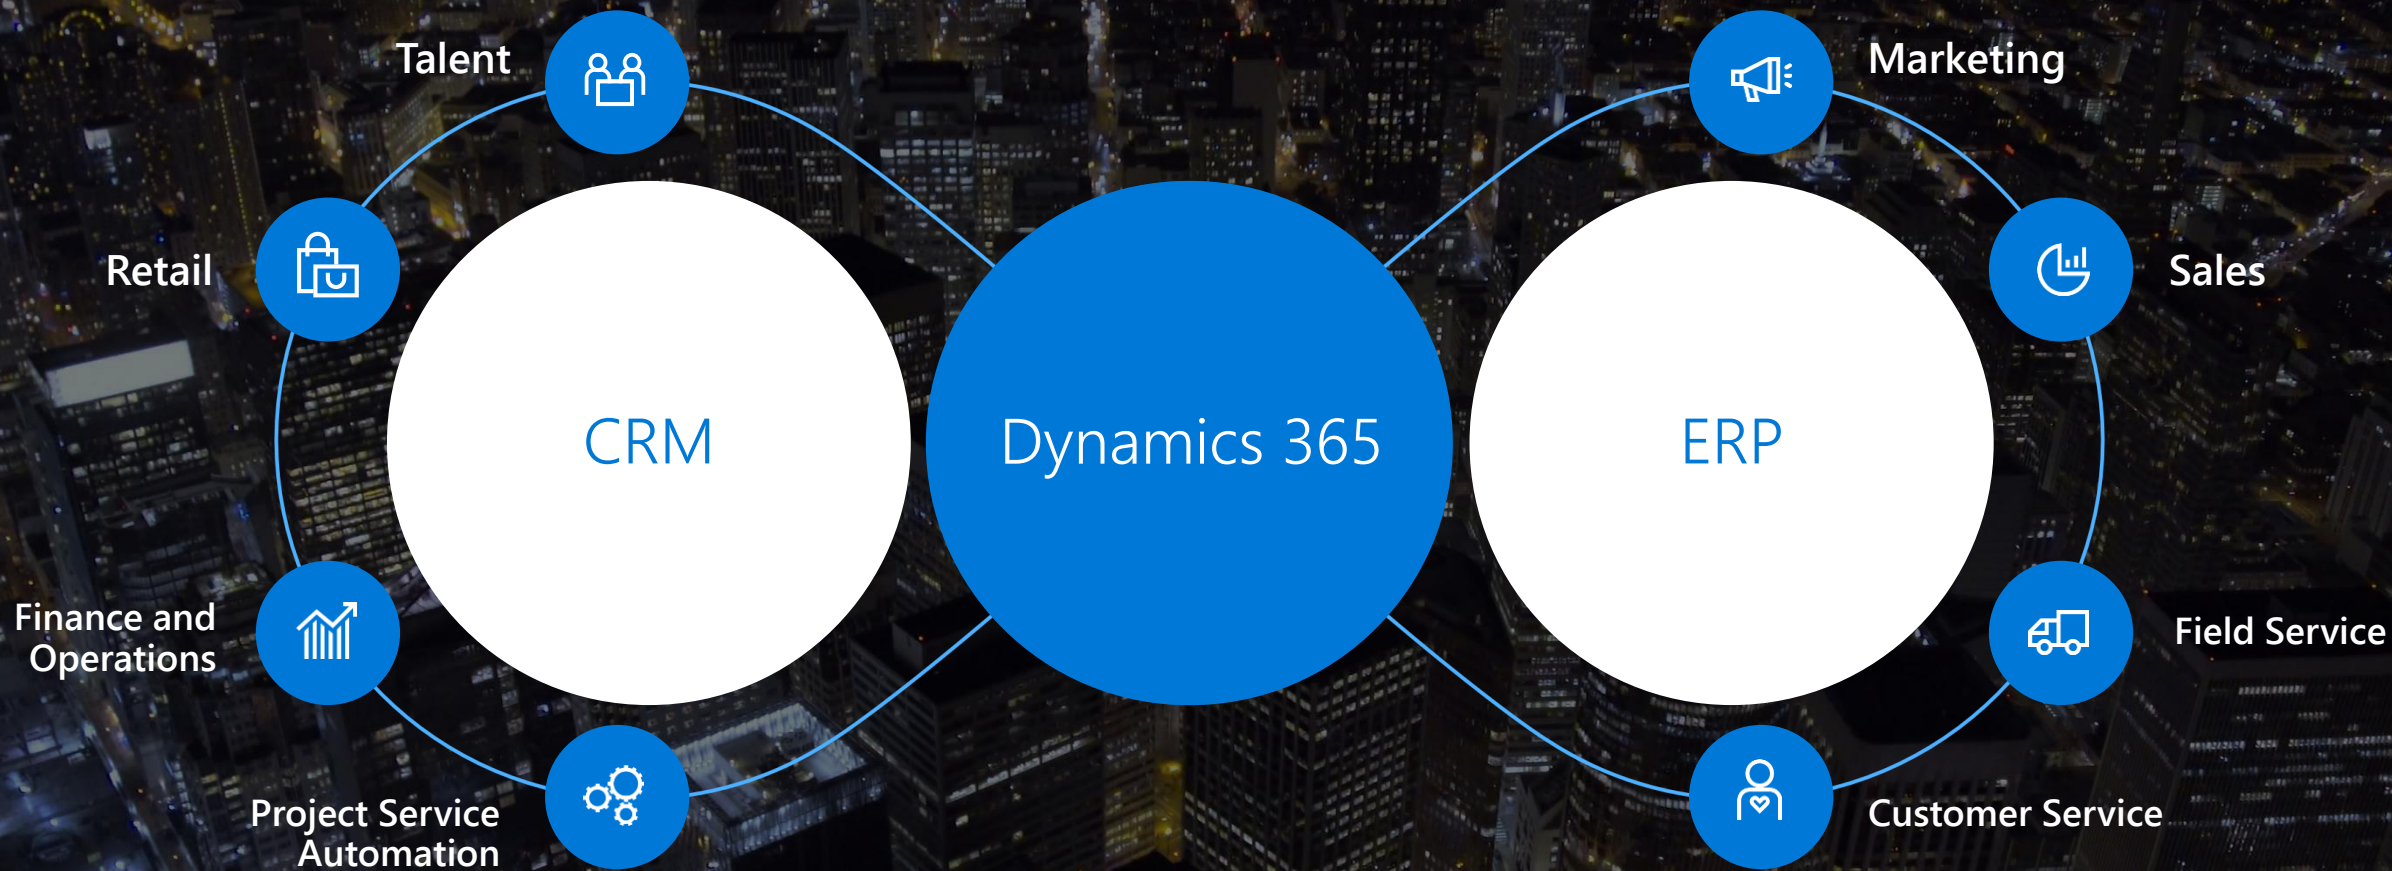 Talent
Marketing
Retail
Sales
CRM
Dynamics 365
ERP
Finance and
Operations
Field Service
Project Service
Automation
Customer Service